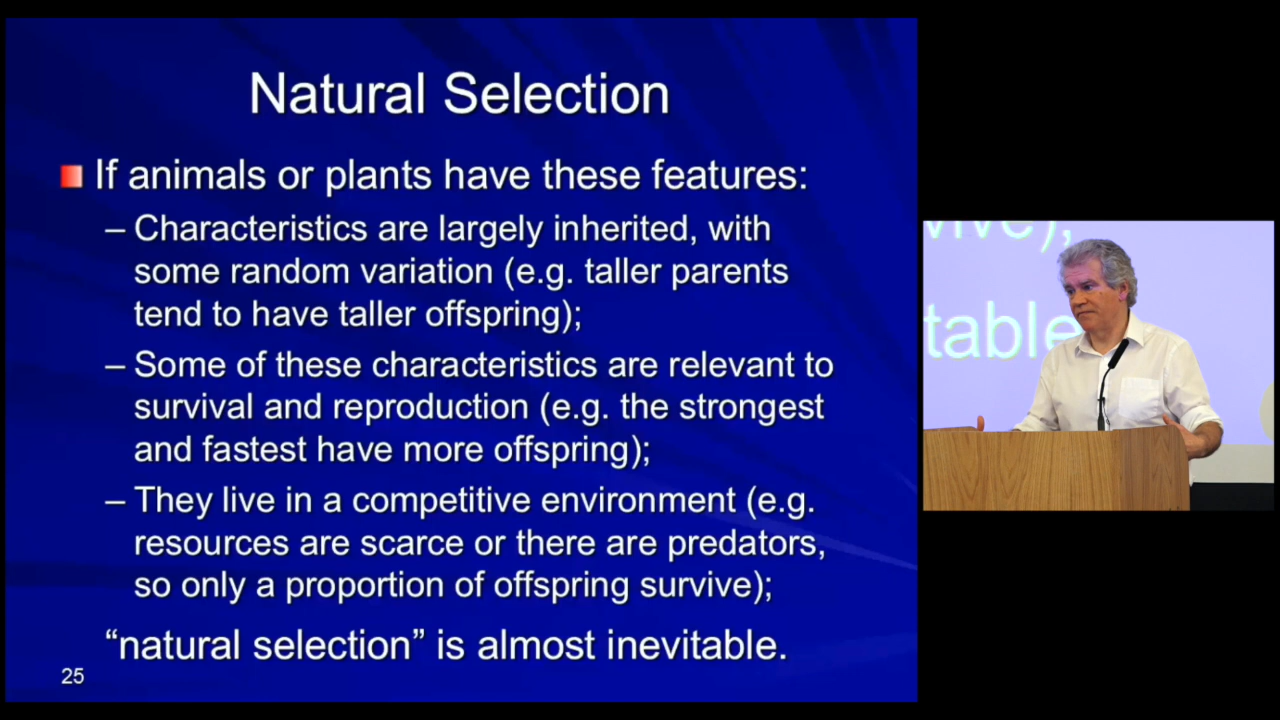 Natural Selection
If animals or plants have these features:
– Characteristics are largely inherited, with
some random variation (e.g. taller parents
tend to have taller offspring);
– Some of these characteristics are relevant to
survival and reproduction (e.g. the strongest
and fastest have more offspring);
– They live in a competitive environment (e.g.
resources are scarce or there are predators,
so only a proportion of offspring survive);
“natural selection” is almost inevitable.
25
vive);
table